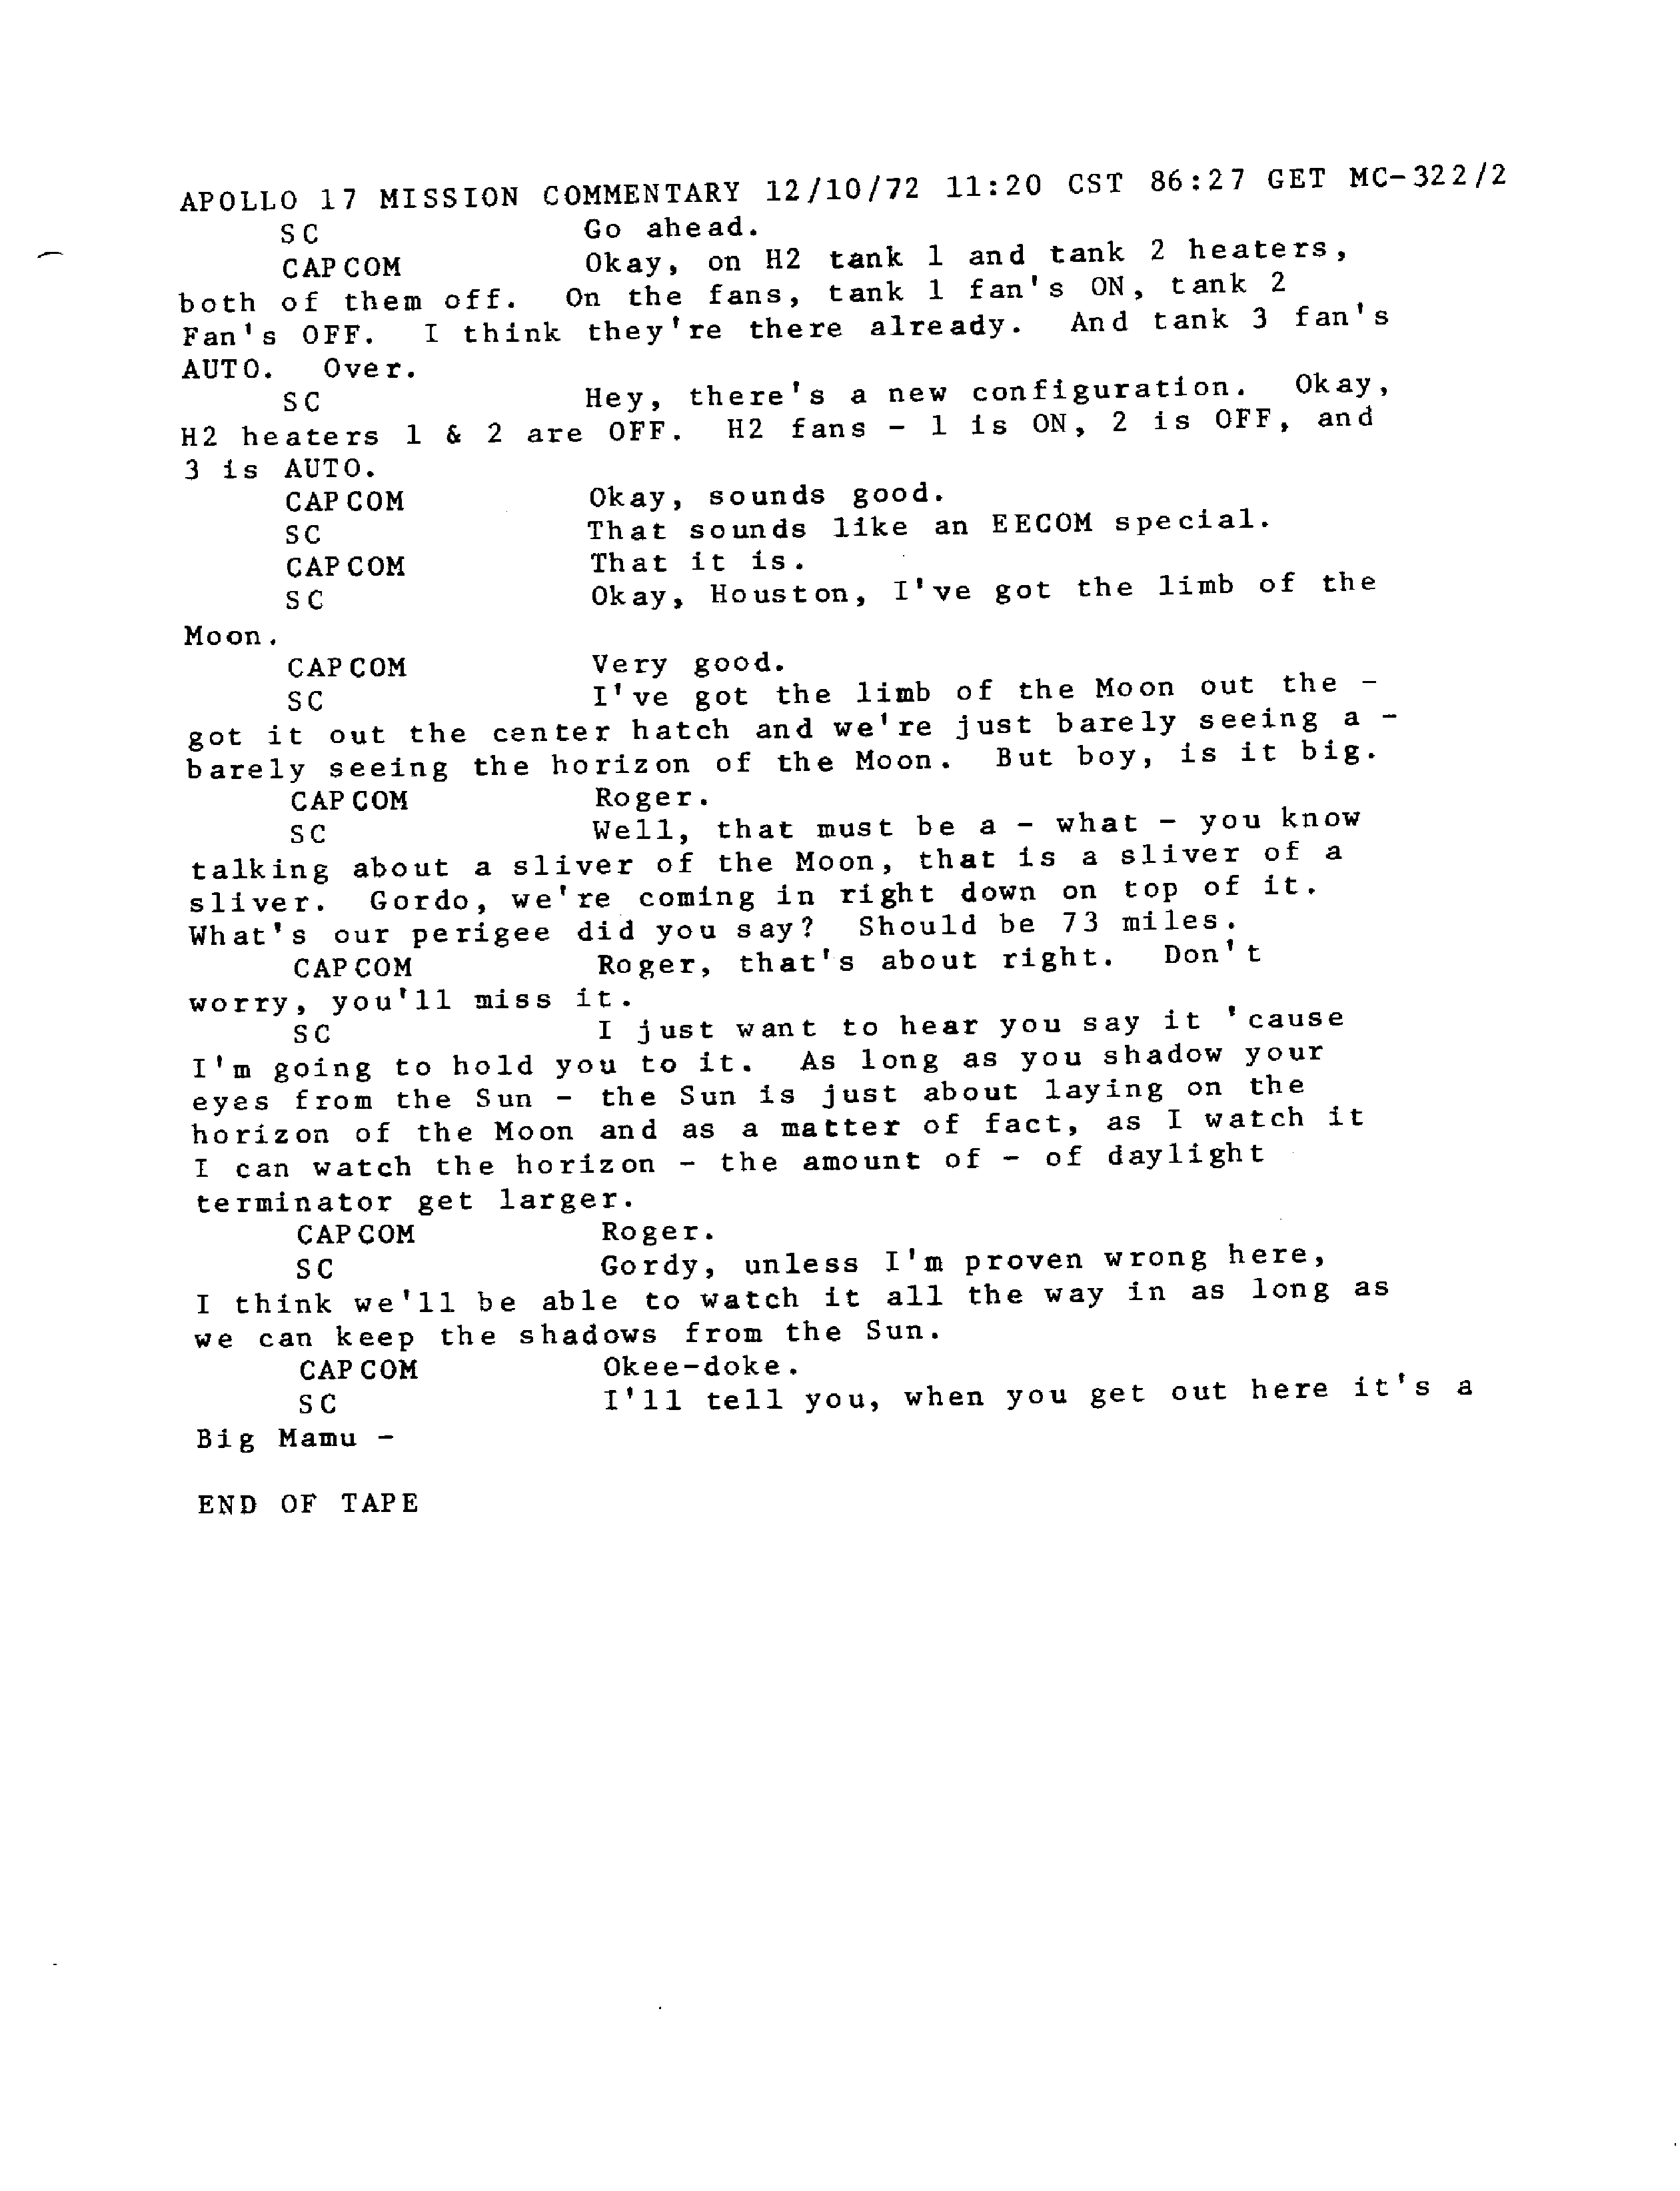 APOLLO 17 MISSION COMMENTARY 12/10/72 11:20 CST 86:27 GET MC-322/2
SC Go ahead.
CAPCOM Okay, on H2 tank 1 and tank 2 heaters,
both of them off. On the fans, tank 1 fan's ON, tank 2
Fan's OFF. I think they're there already. And tank 3 fan's
AUTO. Over.
SC Hey, there's a new configuration. Okay,
H2 heaters 1 & 2 are OFF. H2 fans - 1 is ON, 2 is OFF, and
3 is AUTO.
CAPCOM Okay, sounds good.
SC That sounds like an EECOM special.
CAPCOM That it is.
SC Okay, Houston, I've got the limb of the
Moon.
CAPCOM Very good.
SC I've got the limb of the Moon out the -
got it out the center hatch and we're just barely seeing a -
barely seeing the horizon of the Moon. But boy, is it big.
CAPCOM Roger.
SC Well, that must be a - what - you know
talking about a sliver of the Moon, that is a sliver of a
sliver. Gordo, we're coming in right down on top of it.
What's our perigee did you say? Should be 73 miles.
CAPCOM Roger, that's about right. Don't
worry, you'll miss it.
SC I just want to hear you say it 'cause
I'm going to hold you to it. As long as you shadow your
eyes from the Sun - the Sun is just about laying on the
horizon of the Moon and as a matter of fact, as I watch it
I can watch the horizon - the amount of - of daylight
terminator get larger.
CAPCOM Roger.
SC Gordy, unless I'm proven wrong here,
I think we'll be able to watch it all the way in as long as
we can keep the shadows from the Sun.
CAPCOM Okee-doke.
SC I'll tell you, when you get out here it's a
Big Mamu -
END OF TAPE